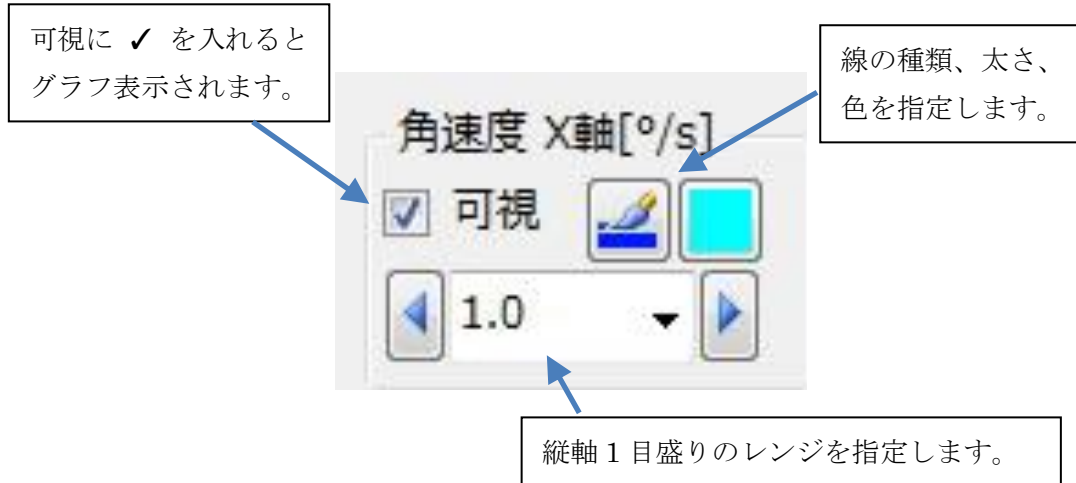 可視に ✓ を入れると
グラフ表示されます。
線の種類、太さ、
色を指定します。
角速度 X軸[°/s]
可視
1.0
縦軸1目盛りのレンジを指定します。